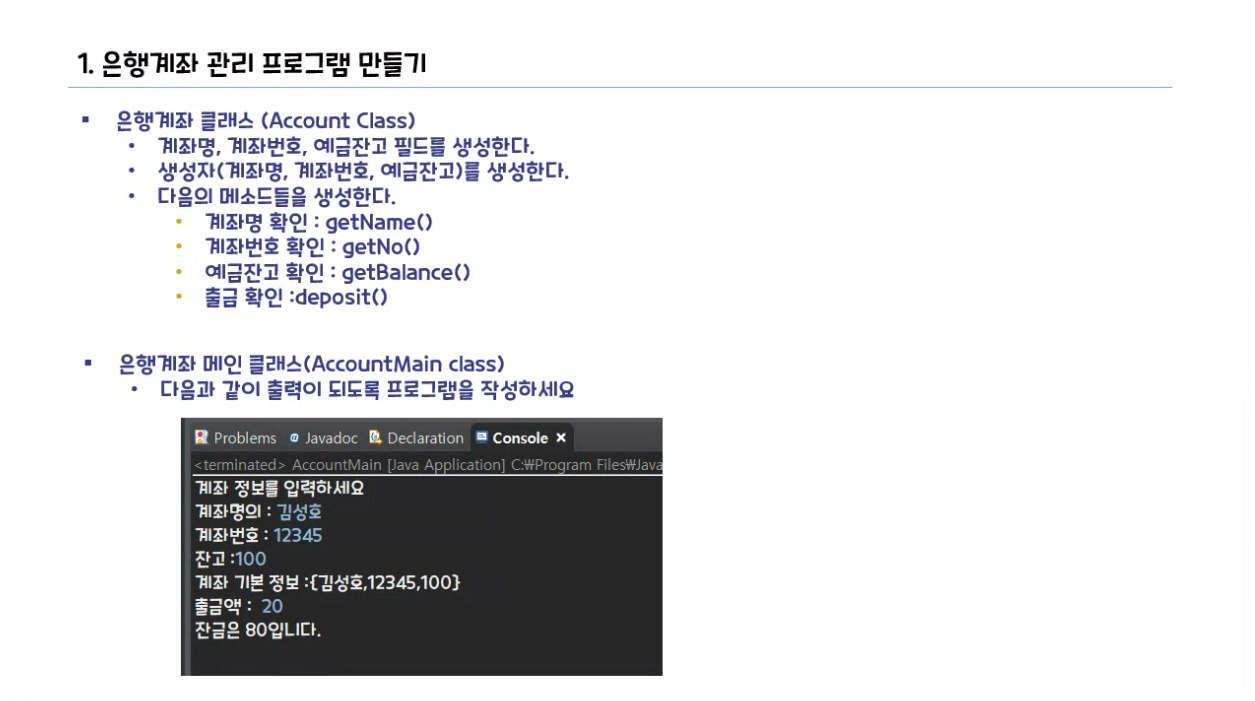 1. 은행계좌 관리 프로그램 만들기
▪ 은행계좌 클래스 (Account Class)
• 계좌명, 계좌번호, 예금잔고 필드를 생성한다.
• 생성자(계좌명, 계좌번호, 예금잔고)를 생성한다.
• 다음의 메소드들을 생성한다.
• 계좌명 확인 : getName()
• 계좌번호 확인 : getNo()
• 예금잔고 확인 : getBalance()
• 출금 확인 :deposit()
▪ 은행계좌 메인 클래스(AccountMain class)
• 다음과 같이 출력이 되도록 프로그램을 작성하세요
Problems @ Javadoc Declaration Console ×
<terminated> AccountMain [Java Application] C:₩Program Files₩Java
계좌 정보를 입력하세요
계좌명의 : 김성호
계좌번호 : 12345
잔고 :100
계좌 기본 정보 :{김성호,12345,100}
출금액 : 20
잔금은 80입니다.